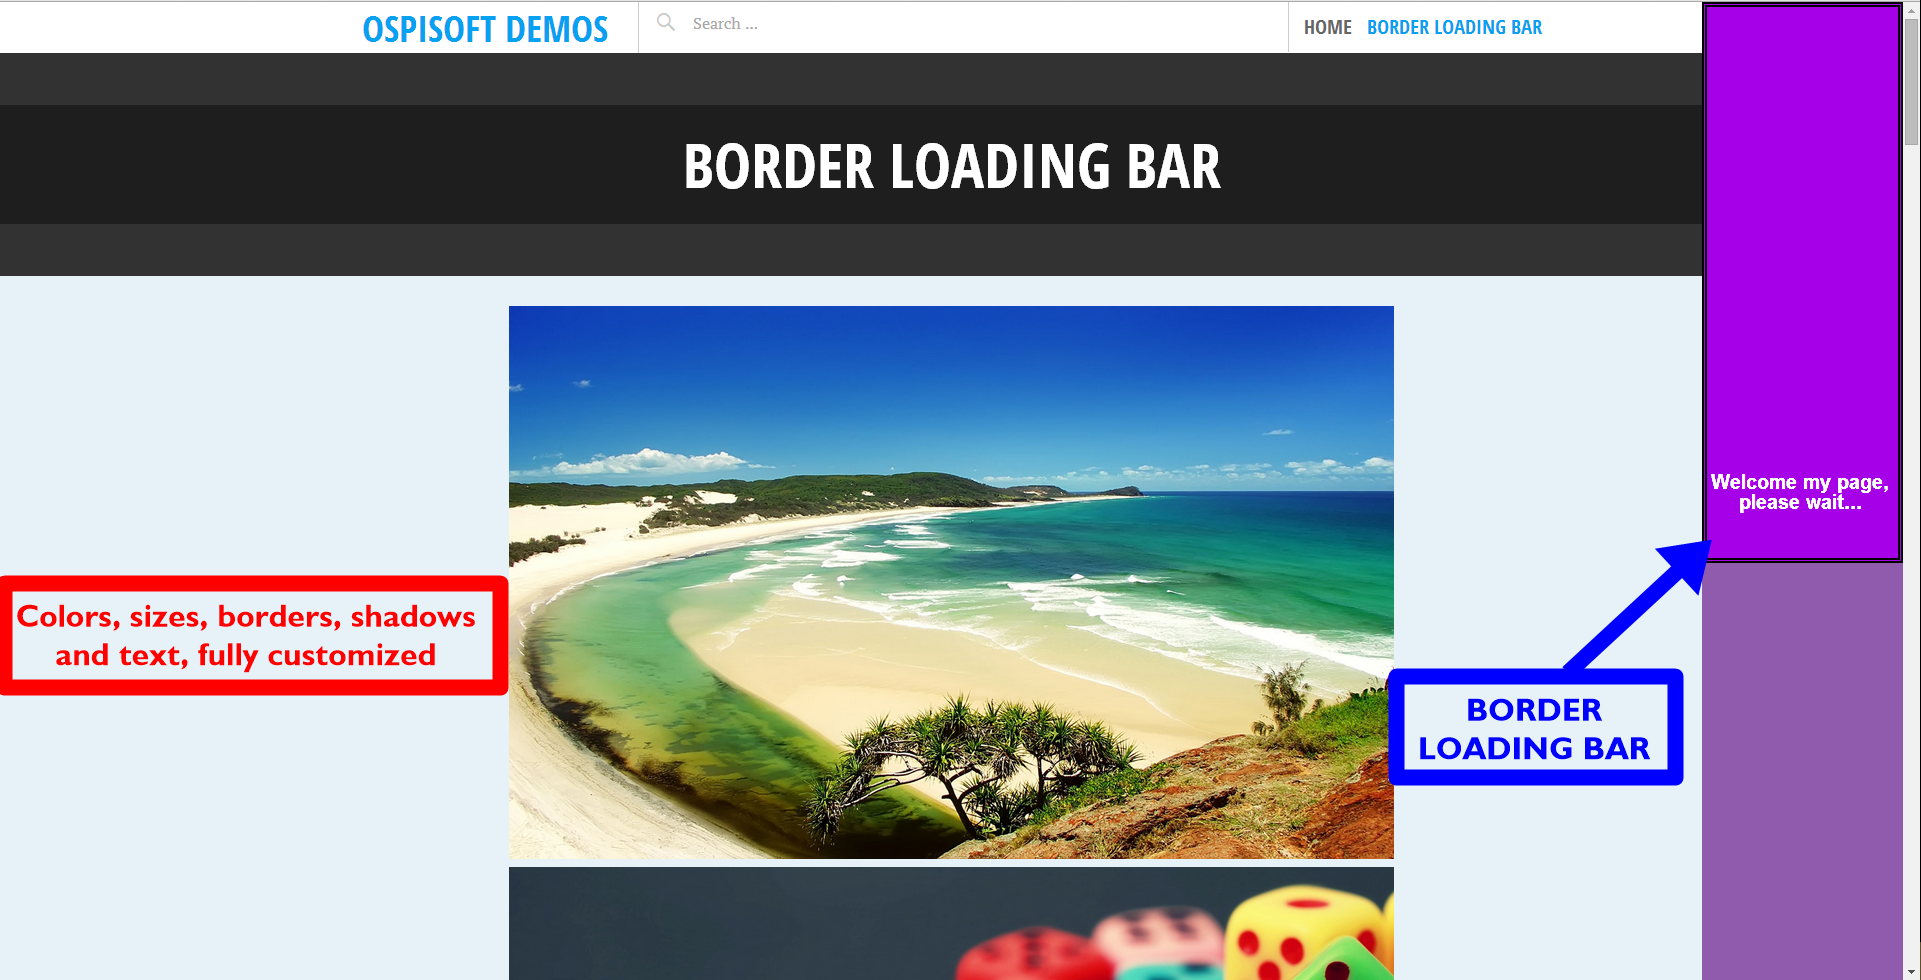 OSPISOFT DEMOS
Search ...
HOME
BORDER LOADING BAR
BORDER LOADING BAR
Welcome my page,
please wait...
Colors, sizes, borders, shadows
and text, fully customized
BORDER
LOADING BAR